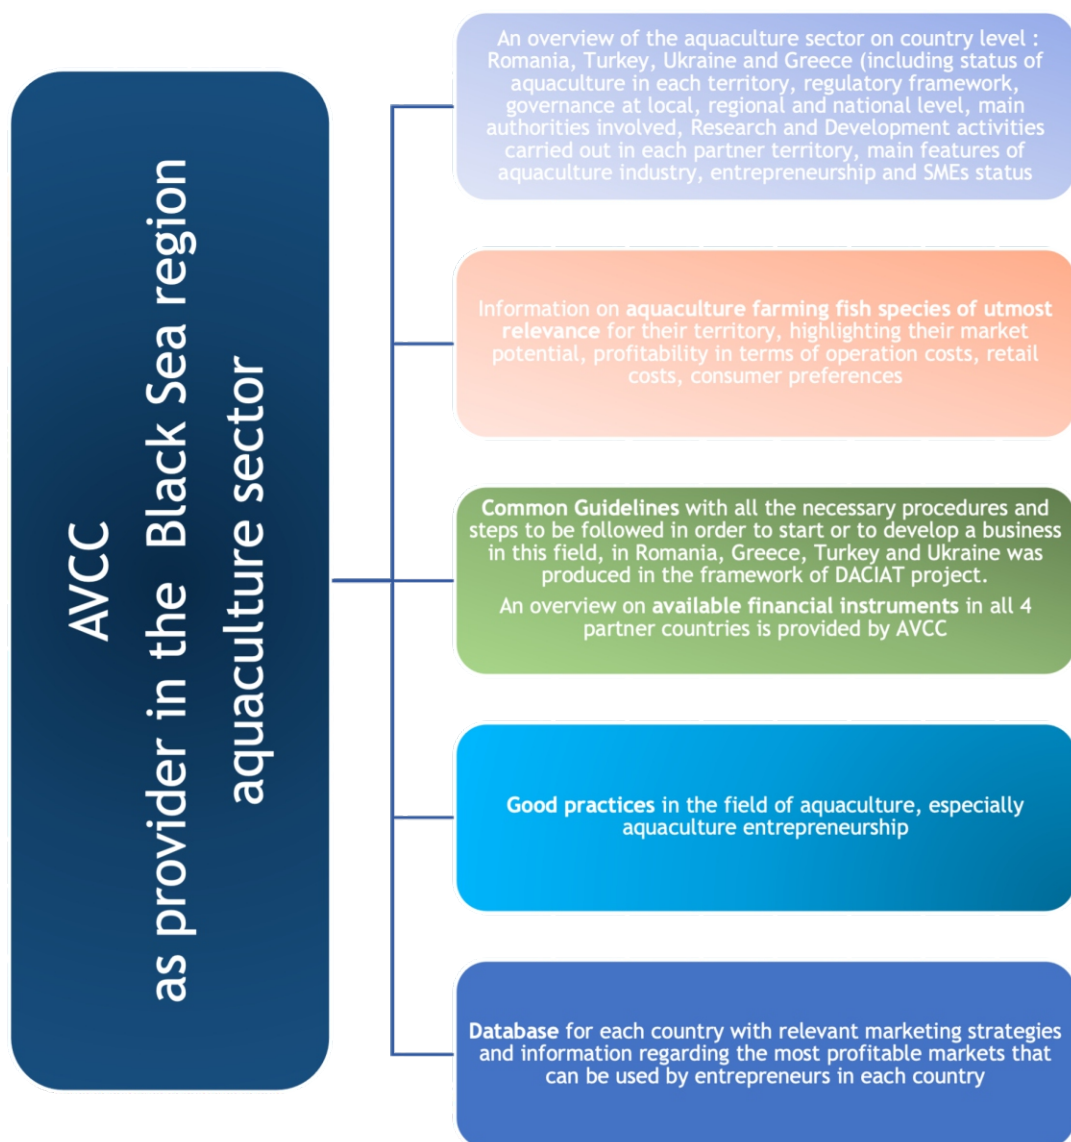 AVCC
as provider in the Black Sea region
aquaculture sector
An overview of the aquaculture sector on country level :
Romania, Turkey, Ukraine and Greece (including status of
aquaculture in each territory, regulatory framework,
governance at local, regional and national level, main
authorities involved, Research and Development activities
carried out in each partner territory, main features of
aquaculture industry, entrepreneurship and SMEs status
Information on aquaculture farming fish species of utmost
relevance for their territory, highlighting their market
potential, profitability in terms of operation costs, retail
costs, consumer preferences
Common Guidelines with all the necessary procedures and
steps to be followed in order to start or to develop a business
in this field, in Romania, Greece, Turkey and Ukraine was
produced in the framework of DACIAT project.
An overview on available financial instruments in all 4
partner countries is provided by AVCC
Good practices in the field of aquaculture, especially
aquaculture entrepreneurship
Database for each country with relevant marketing strategies
and information regarding the most profitable markets that
can be used by entrepreneurs in each country